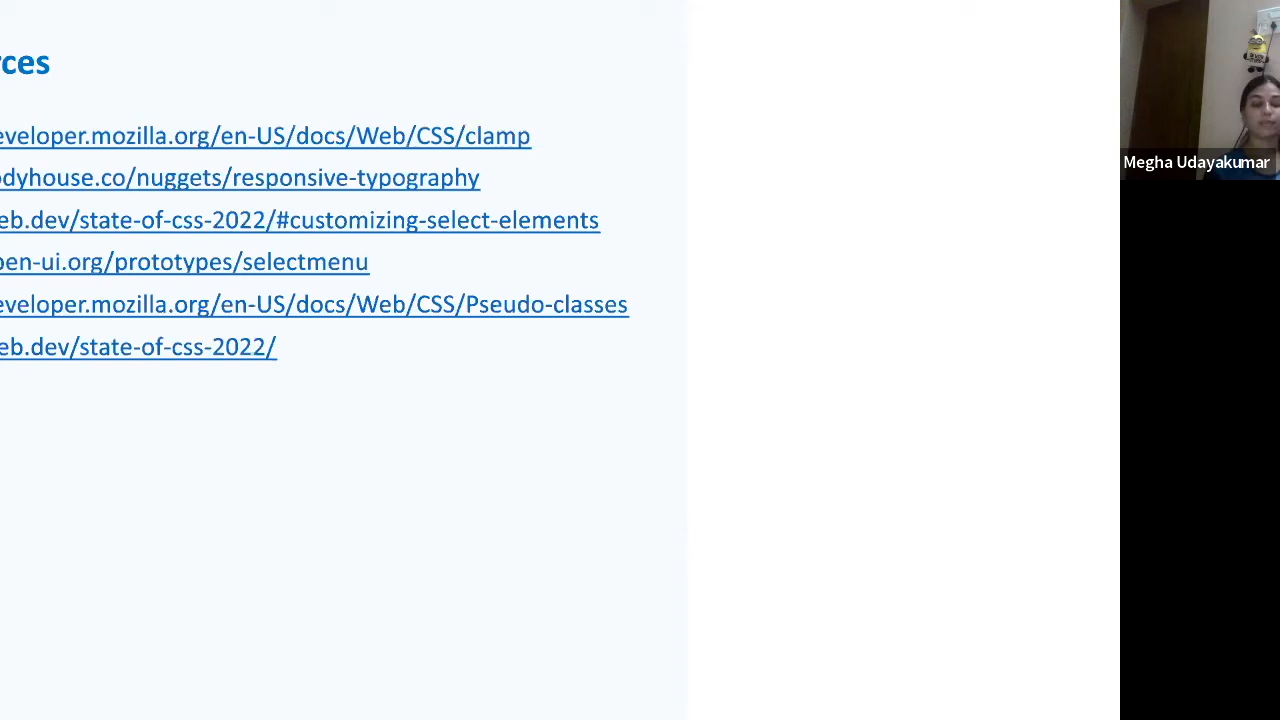 rces
eveloper.mozilla.org/en-US/docs/Web/CSS/clamp
odyhouse.co/nuggets/responsive-typography
eb.dev/state-of-css-2022/#customizing-select-elements
pen-ui.org/prototypes/selectmenu
eveloper.mozilla.org/en-US/docs/Web/CSS/Pseudo-classes
eb.dev/state-of-css-2022/
Megha Udayakumar